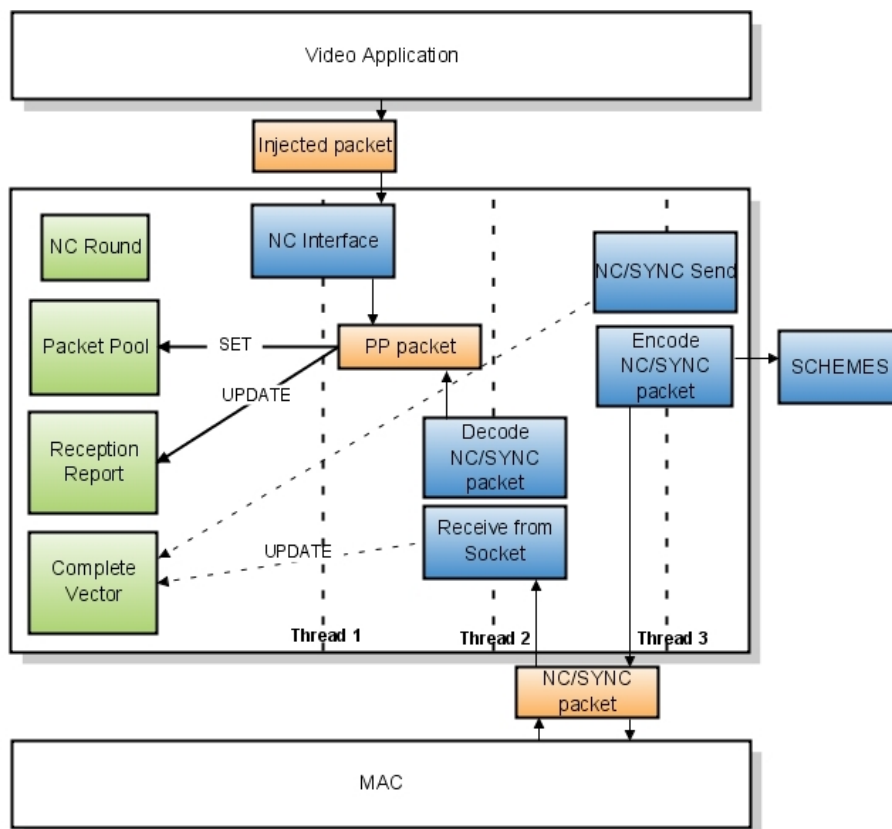 Video Application
Injected packet
NC Round
NC Interface
NC/SYNC Send
Packet Pool
SET
PP packet
Encode
NC/SYNC
packet
SCHEMES
UPDATE
Reception
Report
Decode
NC/SYNC
packet
Receive from
Socket
UPDATE
Complete
Vector
Thread 1
Thread 2
Thread 3
NC/SYNC
packet
MAC